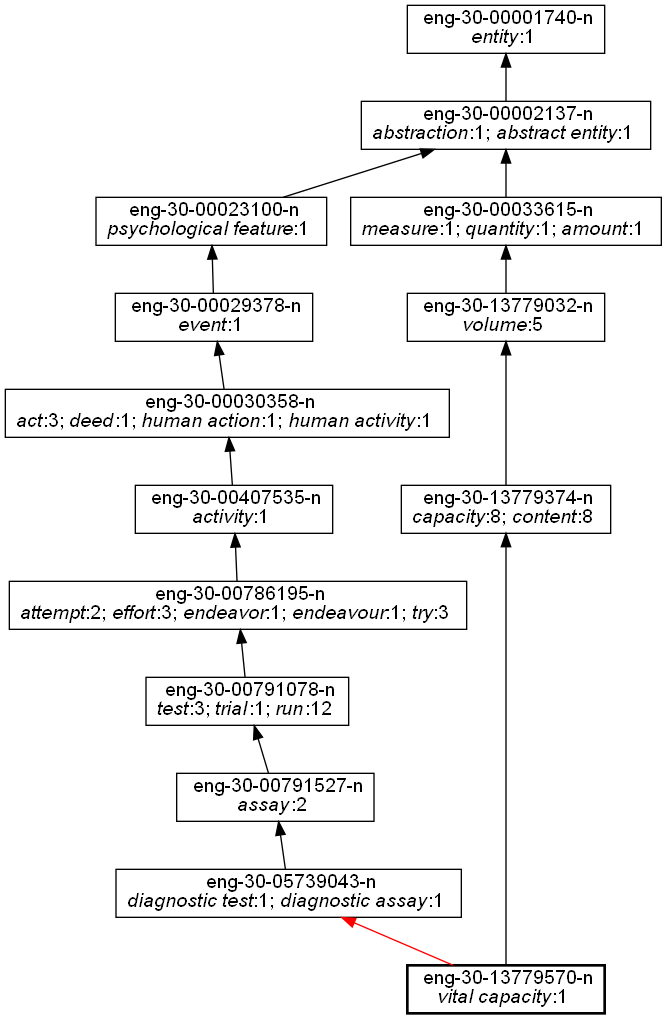 eng-30-00001740-n
entity:1
eng-30-00002137-n
abstraction:1; abstract entity:1
eng-30-00023100-n
psychological feature:1
eng-30-00033615-n
measure:1; quantity:1; amount:1
eng-30-00029378-n
event:1
eng-30-13779032-n
volume:5
eng-30-00030358-n
act:3; deed:1; human action:1; human activity:1
eng-30-00407535-n
activity:1
eng-30-13779374-n
capacity:8; content:8
eng-30-00786195-n
attempt:2; effort:3; endeavor:1; endeavour:1; try:3
eng-30-00791078-n
test:3; trial:1; run:12
eng-30-00791527-n
assay:2
eng-30-05739043-n
diagnostic test:1; diagnostic assay:1
eng-30-13779570-n
vital capacity:1